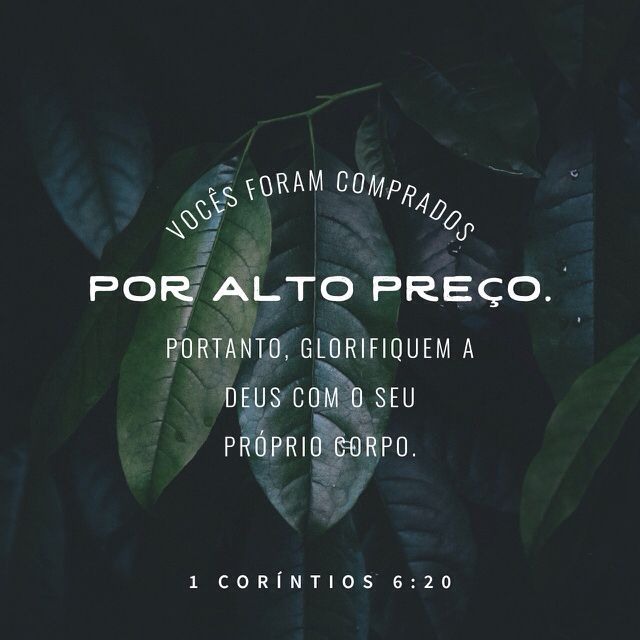 VOCÊS FORAM COMPRADOS
POR ALTO PREÇO.
PORTANTO, GLORIFIQUEM A
DEUS COM O SEU
PRÓPRIO CORPO.
1 CORÍNTIOS 6:20